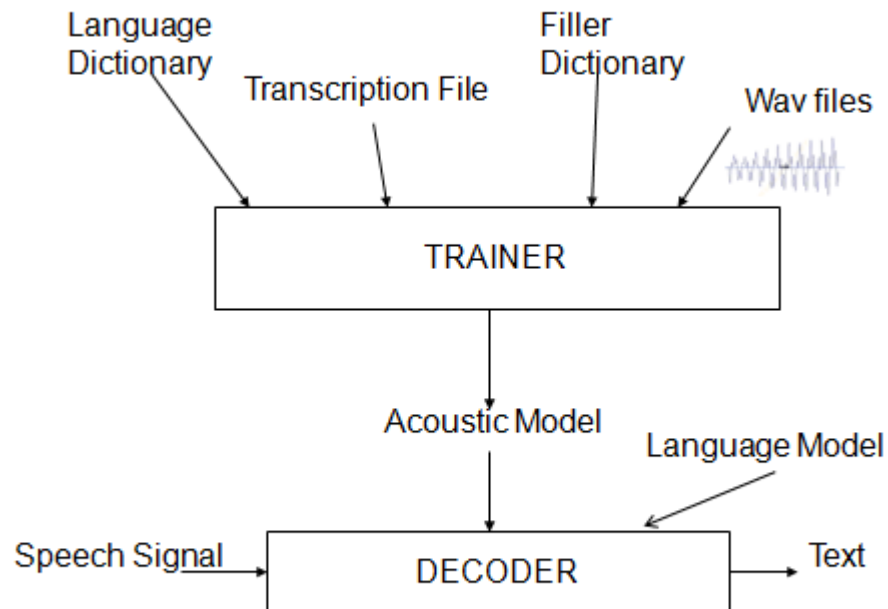 Language
Dictionary
Filler
Dictionary
Transcription File
Wav files
TRAINER
Acoustic Model
Language Model
Speech Signal
DECODER
Text